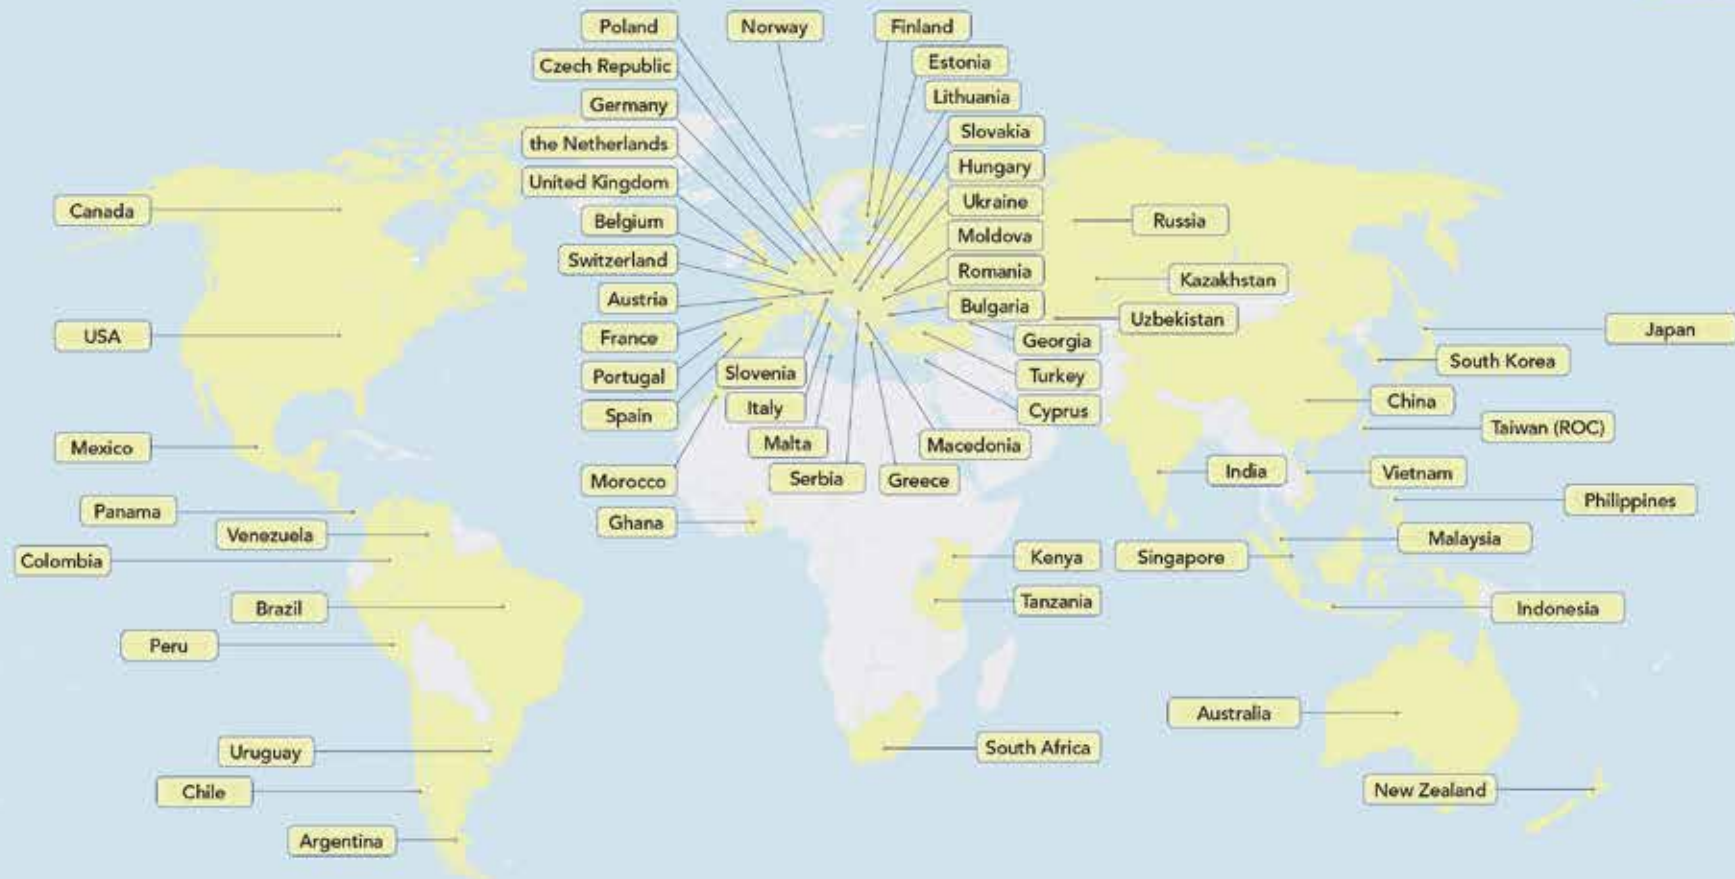 Poland
Norway
Finland
Czech Republic
Estonia
Germany
Lithuania
the Netherlands
Slovakia
United Kingdom
Hungary
Belgium
Ukraine
Switzerland
Moldova
Austria
Romania
France
Bulgaria
Portugal
Slovenia
Georgia
Spain
Italy
Turkey
Malta
Cyprus
Morocco
Serbia
Greece
Macedonia
Ghana
Kenya
Tanzania
South Africa
Canada
USA
Mexico
Panama
Venezuela
Colombia
Brazil
Peru
Uruguay
Chile
Argentina
Russia
Kazakhstan
Uzbekistan
Japan
South Korea
China
Taiwan (ROC)
India
Vietnam
Philippines
Malaysia
Singapore
Indonesia
Australia
New Zealand